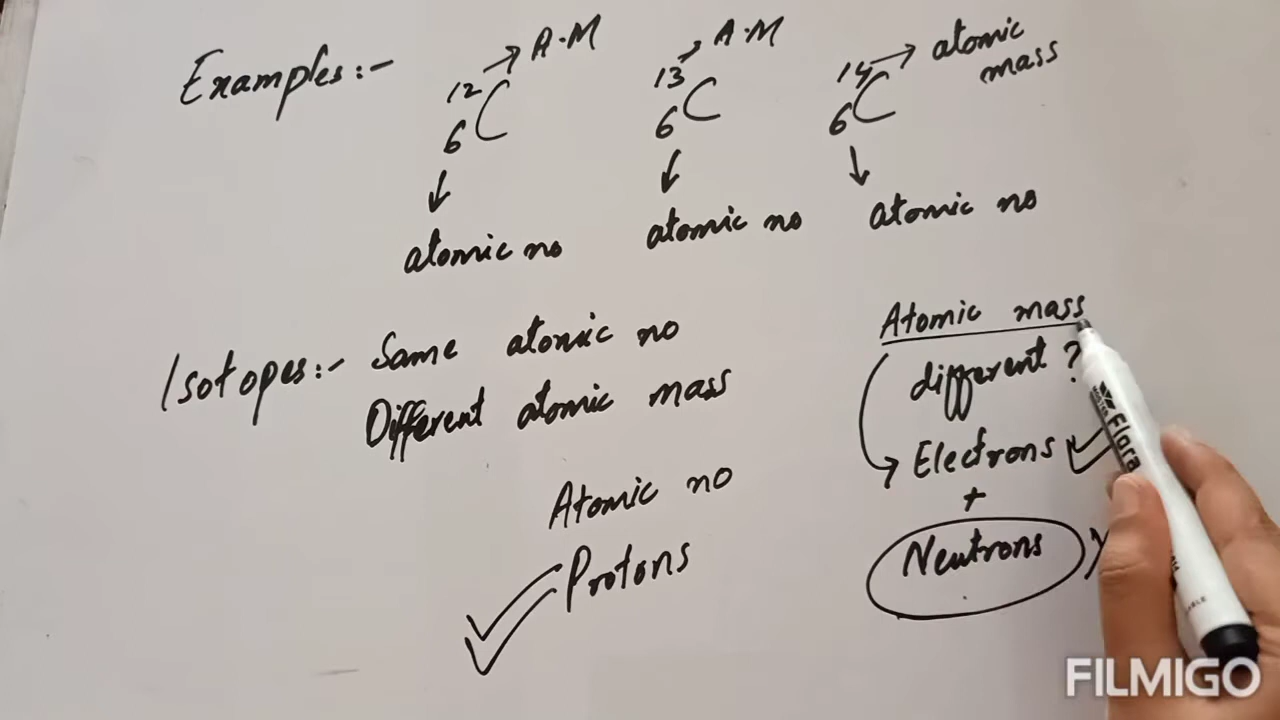 Examples:-
12 → A.M
6 C
↓
atomic no
13 → A.M
6 C
↓
atomic no
14 → atomic
mass
6 C
↓
atomic no
Isotopes:- Same atomic no
Different atomic mass
Atomic no
Protons
Atomic mass
different ?
→ Electrons
+
Neutrons
Flora
FILMIGO